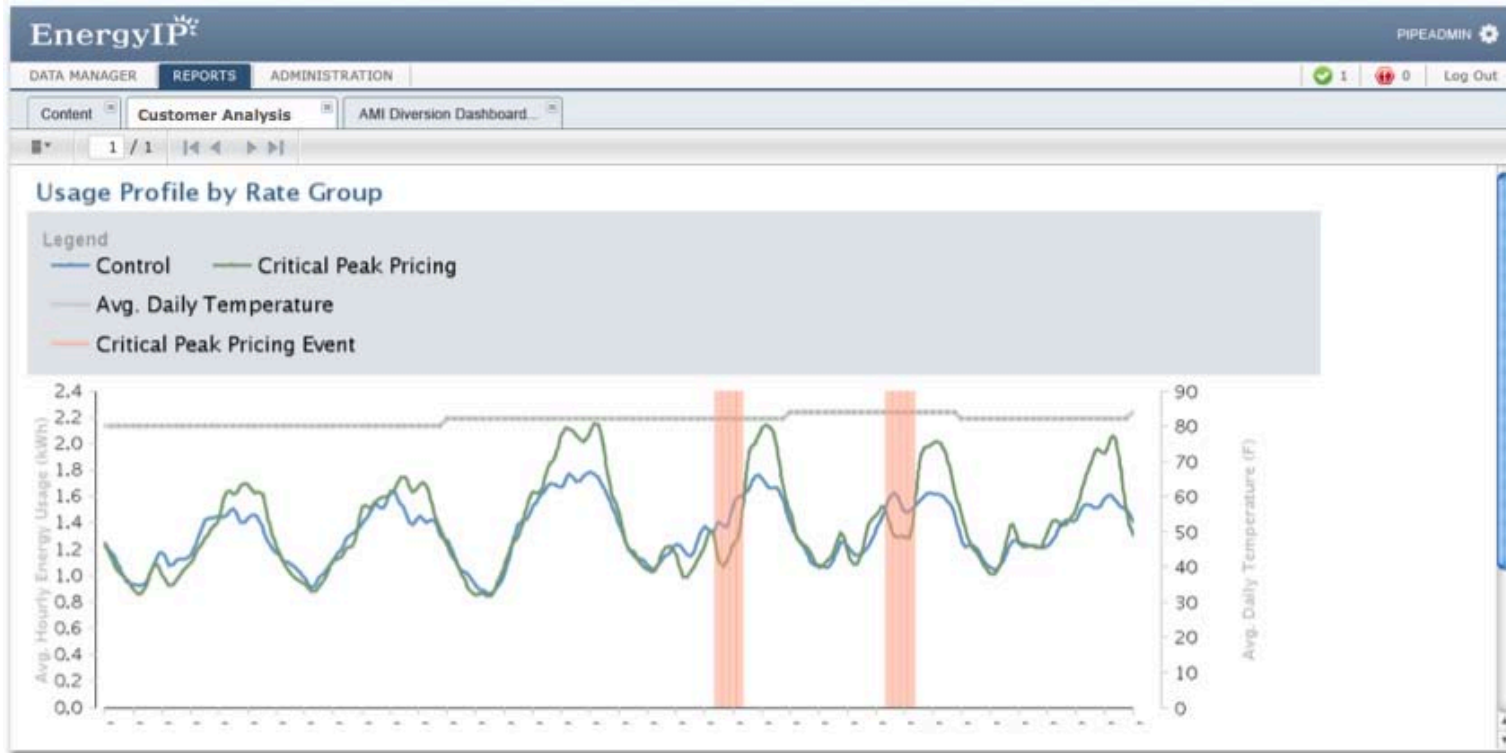 EnergyIP
PIPEADMIN
DATA MANAGER REPORTS ADMINISTRATION 1 0 Log Out
Content Customer Analysis AMI Diversion Dashboard...
1 / 1
Usage Profile by Rate Group
Legend
Control Critical Peak Pricing
Avg. Daily Temperature
Critical Peak Pricing Event
Avg. Hourly Energy Usage (kWh)
2.4
2.2
2.0
1.8
1.6
1.4
1.2
1.0
0.8
0.6
0.4
0.2
0.0
90
80
70
60
50
40
30
20
10
0
Avg. Daily Temperature (F)